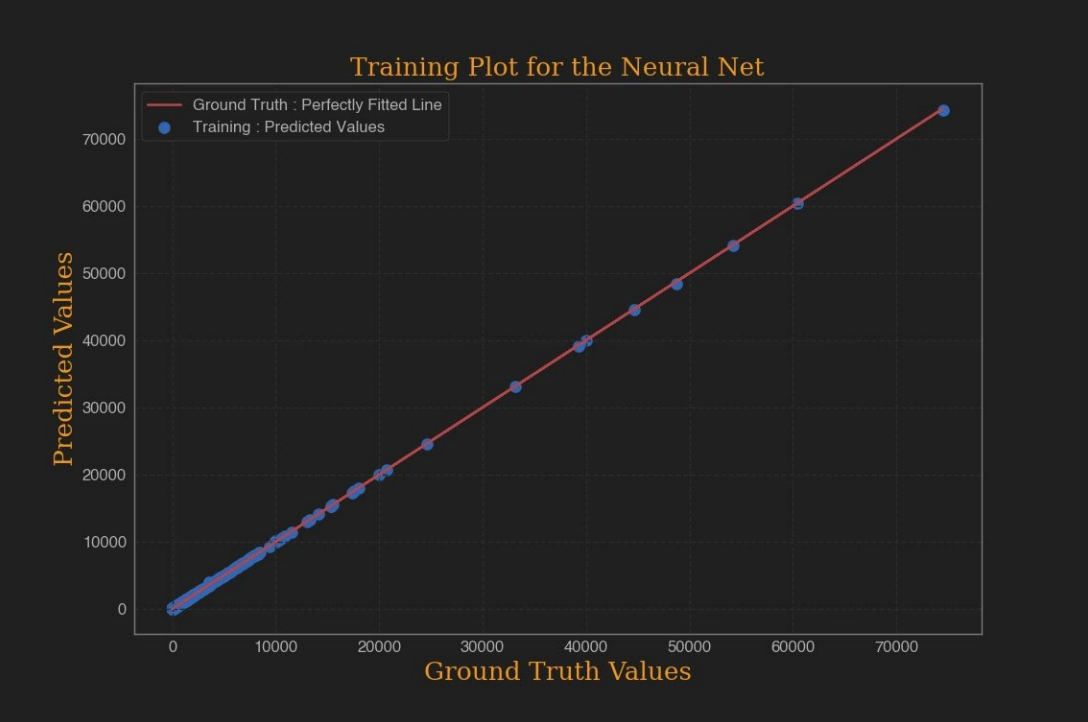 Training Plot for the Neural Net
Ground Truth : Perfectly Fitted Line
Training : Predicted Values
70000
60000
50000
40000
30000
20000
10000
0
Predicted Values
0 10000 20000 30000 40000 50000 60000 70000
Ground Truth Values